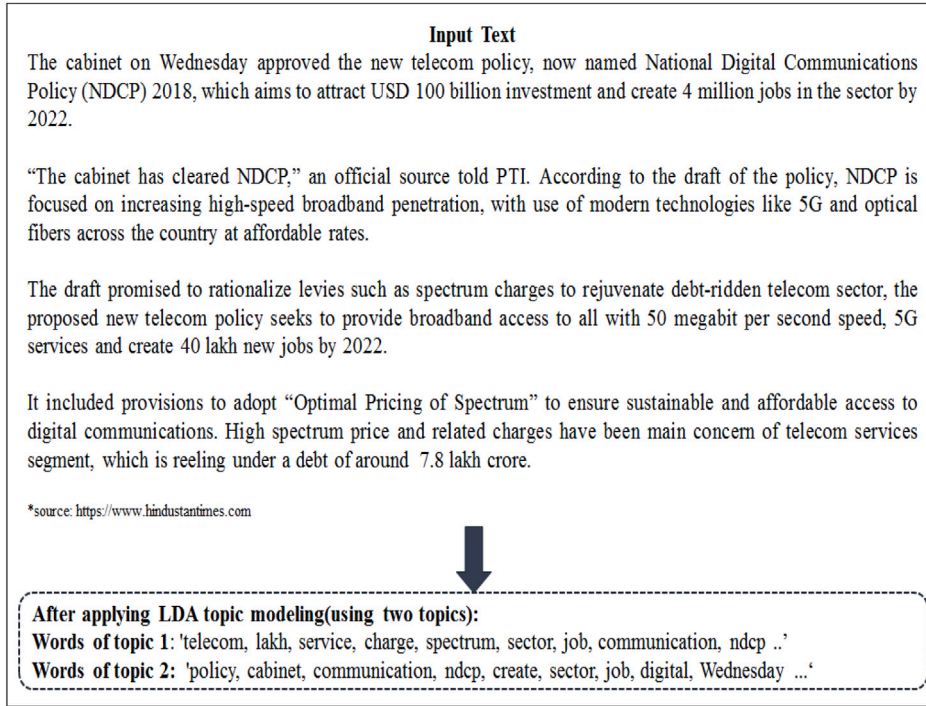 Input Text
The cabinet on Wednesday approved the new telecom policy, now named National Digital Communications
Policy (NDCP) 2018, which aims to attract USD 100 billion investment and create 4 million jobs in the sector by
2022.
“The cabinet has cleared NDCP,” an official source told PTI. According to the draft of the policy, NDCP is
focused on increasing high-speed broadband penetration, with use of modern technologies like 5G and optical
fibers across the country at affordable rates.
The draft promised to rationalize levies such as spectrum charges to rejuvenate debt-ridden telecom sector, the
proposed new telecom policy seeks to provide broadband access to all with 50 megabit per second speed, 5G
services and create 40 lakh new jobs by 2022.
It included provisions to adopt “Optimal Pricing of Spectrum” to ensure sustainable and affordable access to
digital communications. High spectrum price and related charges have been main concern of telecom services
segment, which is reeling under a debt of around 7.8 lakh crore.
*source: https://www.hindustantimes.com
After applying LDA topic modeling(using two topics):
Words of topic 1: 'telecom, lakh, service, charge, spectrum, sector, job, communication, ndcp ..’
Words of topic 2: 'policy, cabinet, communication, ndcp, create, sector, job, digital, Wednesday ...‘